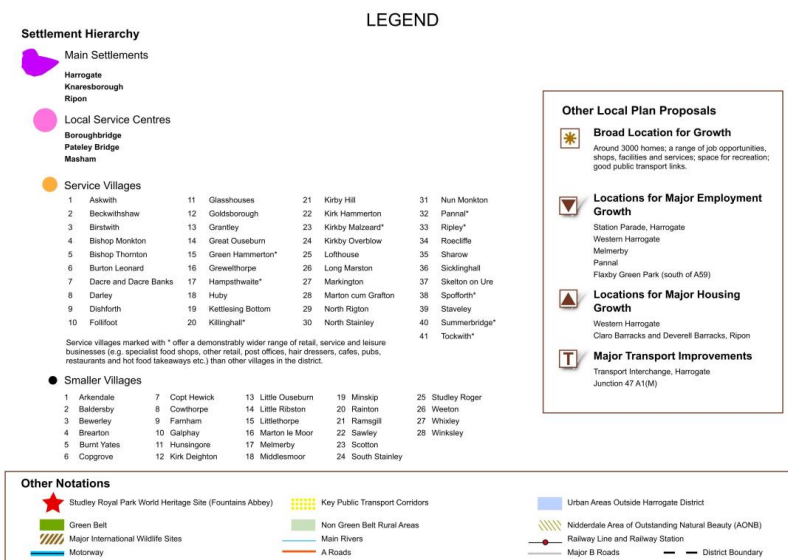 LEGEND
Settlement Hierarchy
Main Settlements
Harrogate
Knaresborough
Ripon
Local Service Centres
Boroughbridge
Pateley Bridge
Masham
Service Villages
1 Askwith
2 Beckwithshaw
3 Birstwith
4 Bishop Monkton
5 Bishop Thornton
6 Burton Leonard
7 Dacre and Dacre Banks
8 Darley
9 Dishforth
10 Follifoot
11 Glasshouses
12 Goldsborough
13 Grantley
14 Great Ouseburn
15 Green Hammerton*
16 Grewelthorpe
17 Hampsthwaite*
18 Huby
19 Kettlesing Bottom
20 Killinghall*
21 Kirby Hill
22 Kirk Hammerton
23 Kirkby Malzeard*
24 Kirkby Overblow
25 Lofthouse
26 Long Marston
27 Markington
28 Marton cum Grafton
29 North Rigton
30 North Stainley
31 Nun Monkton
32 Pannal*
33 Ripley*
34 Roecliffe
35 Sharow
36 Sicklinghall
37 Skelton on Ure
38 Spofforth*
39 Staveley
40 Summerbridge*
41 Tockwith*
Service villages marked with * offer a demonstrably wider range of retail, service and leisure
businesses (e.g. specialist food shops, other retail, post offices, hair dressers, cafes, pubs,
restaurants and hot food takeaways etc.) than other villages in the district.
Smaller Villages
1 Arkendale
2 Baldersby
3 Bewerley
4 Brearton
5 Burnt Yates
6 Copgrove
7 Copt Hewick
8 Cowthorpe
9 Farnham
10 Galphay
11 Hunsingore
12 Kirk Deighton
13 Little Ouseburn
14 Little Ribston
15 Littlethorpe
16 Marton le Moor
17 Melmerby
18 Middlesmoor
19 Minskip
20 Rainton
21 Ramsgill
22 Sawley
23 Scotton
24 South Stainley
25 Studley Roger
26 Weeton
27 Whixley
28 Winksley
Other Local Plan Proposals
Broad Location for Growth
Around 3000 homes; a range of job opportunities,
shops, facilities and services; space for recreation;
good public transport links.
Locations for Major Employment
Growth
Station Parade, Harrogate
Western Harrogate
Melmerby
Pannal
Flaxby Green Park (south of A59)
Locations for Major Housing
Growth
Western Harrogate
Claro Barracks and Deverell Barracks, Ripon
T
Major Transport Improvements
Transport Interchange, Harrogate
Junction 47 A1(M)
Other Notations
Studley Royal Park World Heritage Site (Fountains Abbey)
Green Belt
Major International Wildlife Sites
Motorway
Key Public Transport Corridors
Non Green Belt Rural Areas
Main Rivers
A Roads
Urban Areas Outside Harrogate District
Nidderdale Area of Outstanding Natural Beauty (AONB)
Railway Line and Railway Station
Major B Roads
District Boundary